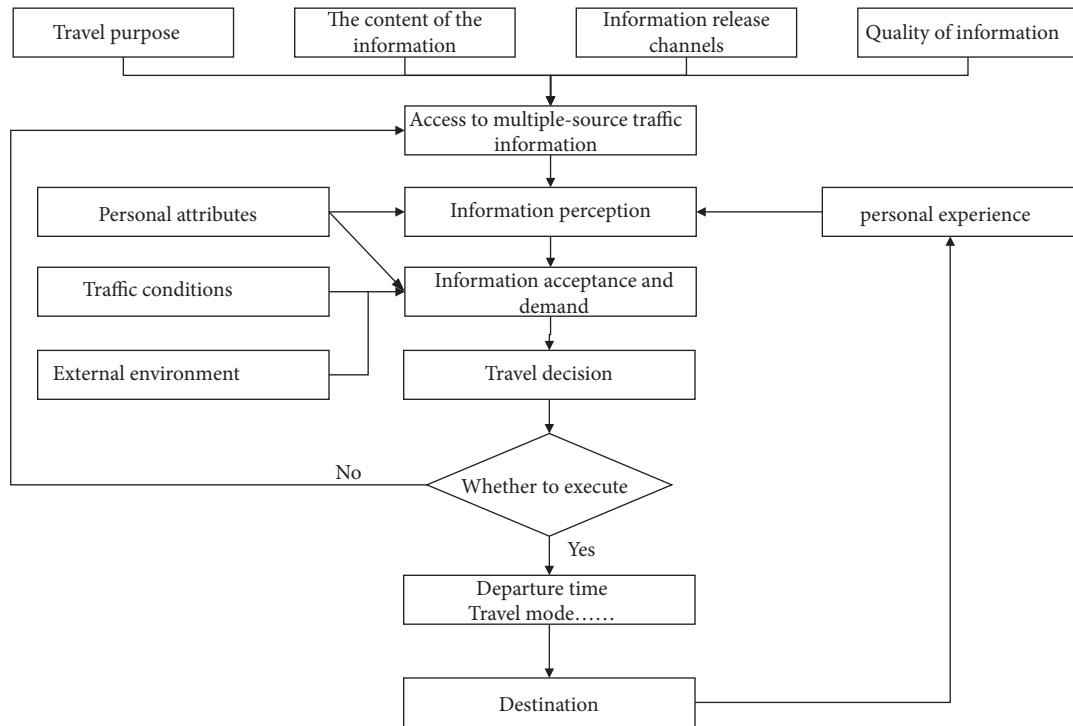 Travel purpose
The content of the
information
Information release
channels
Quality of information
Access to multiple-source traffic
information
Personal attributes
Information perception
personal experience
Traffic conditions
Information acceptance and
demand
External environment
Travel decision
No
Whether to execute
Yes
Departure time
Travel mode……
Destination